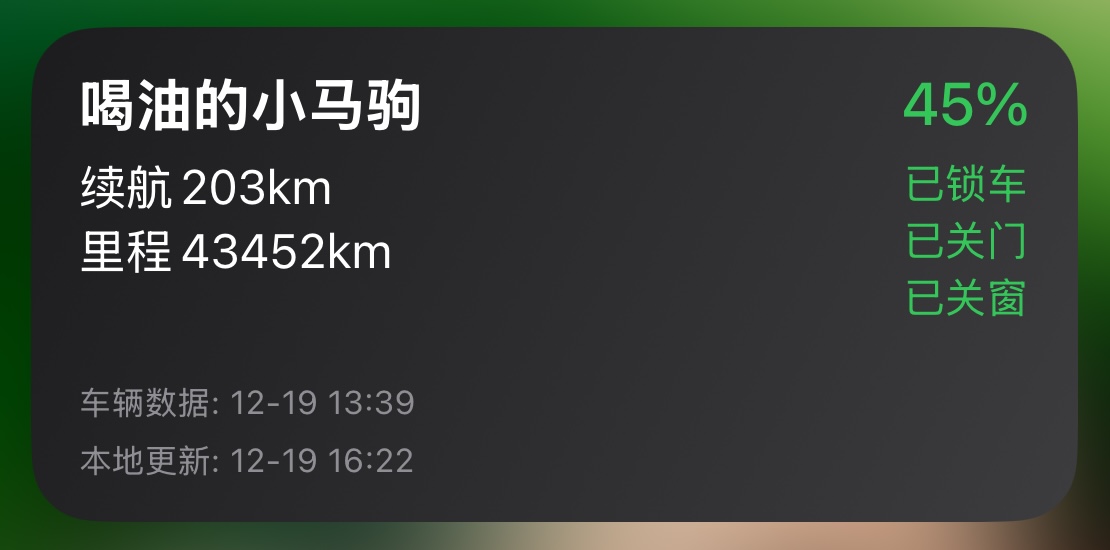 喝油的小马驹
45%
续航 203km
里程 43452km
已锁车
已关门
已关窗
车辆数据: 12-19 13:39
本地更新: 12-19 16:22